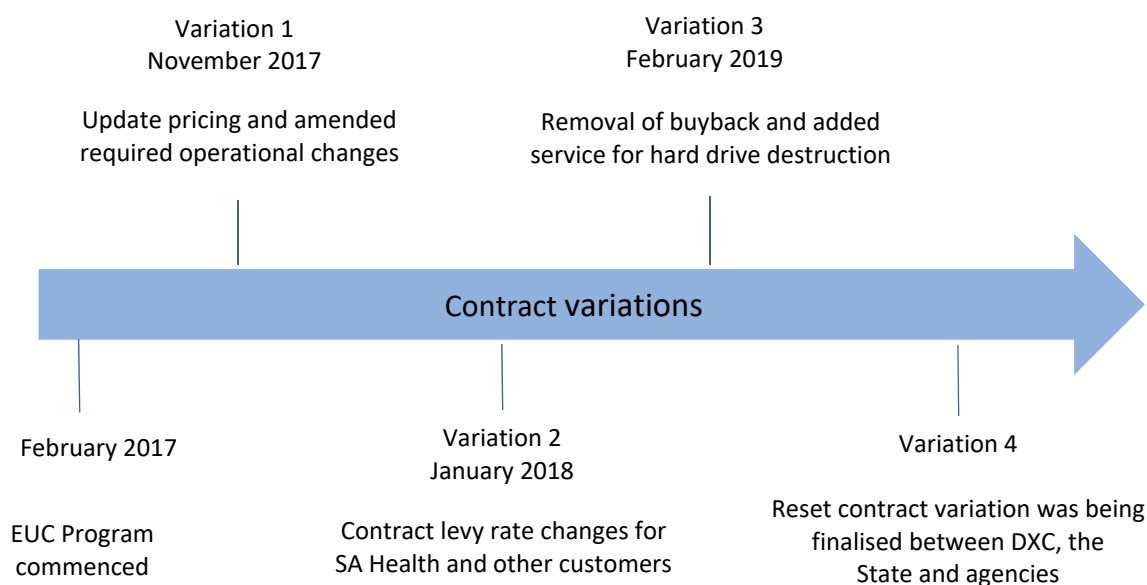 Variation 1
November 2017
Update pricing and amended
required operational changes
Variation 3
February 2019
Removal of buyback and added
service for hard drive destruction
Contract variations
February 2017
EUC Program
commenced
Variation 2
January 2018
Contract levy rate changes for
SA Health and other customers
Variation 4
Reset contract variation was being
finalised between DXC, the
State and agencies